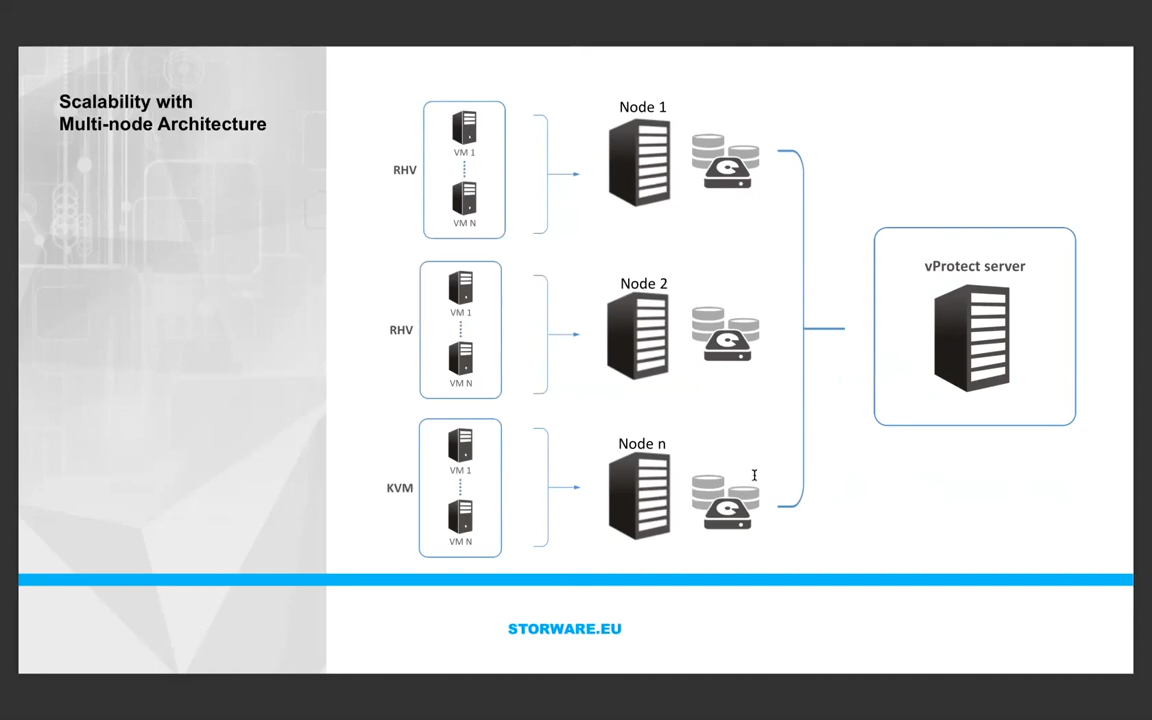 Scalability with
Multi-node Architecture
RHV
VM 1
VM N
Node 1
RHV
VM 1
VM N
Node 2
KVM
VM 1
VM N
Node n
vProtect server
STORWARE.EU